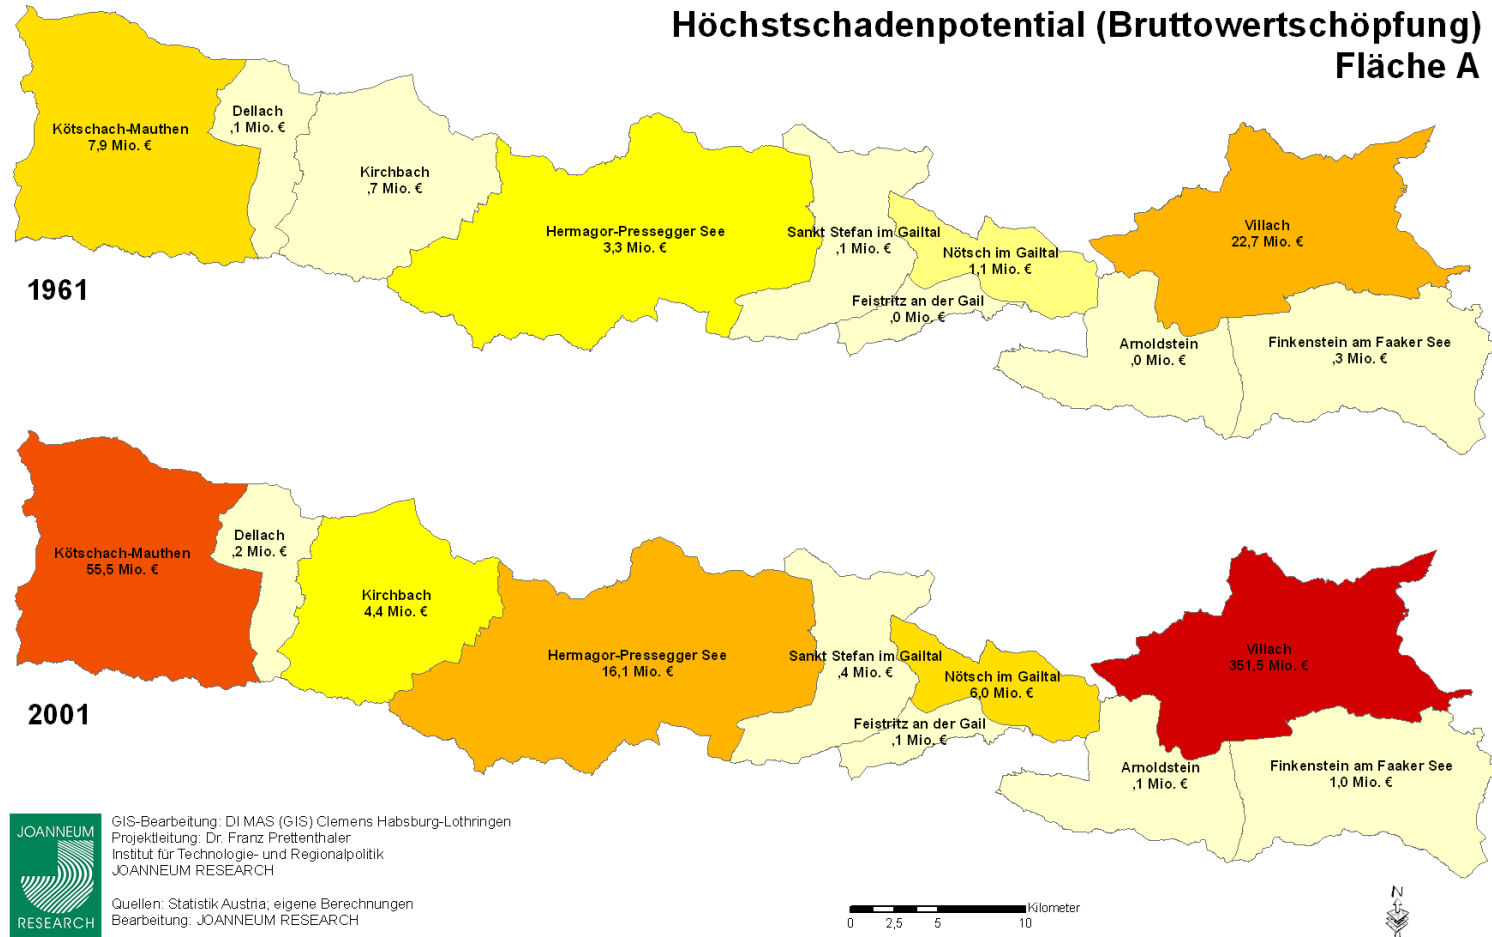 Höchstschadenpotential (Bruttowertschöpfung)
Fläche A
Kötschach-Mauthen
7,9 Mio. €
Dellach
,1 Mio. €
Kirchbach
,7 Mio. €
Hermagor-Pressegger See
3,3 Mio. €
Sankt Stefan im Gailtal
,1 Mio. €
Nötsch im Gailtal
1,1 Mio. €
Feistritz an der Gail
,0 Mio. €
Villach
22,7 Mio. €
Arnoldstein
,0 Mio. €
Finkenstein am Faaker See
,3 Mio. €
1961
Kötschach-Mauthen
55,5 Mio. €
Dellach
,2 Mio. €
Kirchbach
4,4 Mio. €
Hermagor-Pressegger See
16,1 Mio. €
Sankt Stefan im Gailtal
,4 Mio. €
Nötsch im Gailtal
6,0 Mio. €
Feistritz an der Gail
,1 Mio. €
Villach
351,5 Mio. €
Arnoldstein
,1 Mio. €
Finkenstein am Faaker See
1,0 Mio. €
2001
JOANNEUM
RESEARCH
GIS-Bearbeitung: DI MAS (GIS) Clemens Habsburg-Lothringen
Projektleitung: Dr. Franz Prettenthaler
Institut für Technologie- und Regionalpolitik
JOANNEUM RESEARCH
Quellen: Statistik Austria; eigene Berechnungen
Bearbeitung: JOANNEUM RESEARCH
Kilometer
0 2,5 5 10
N